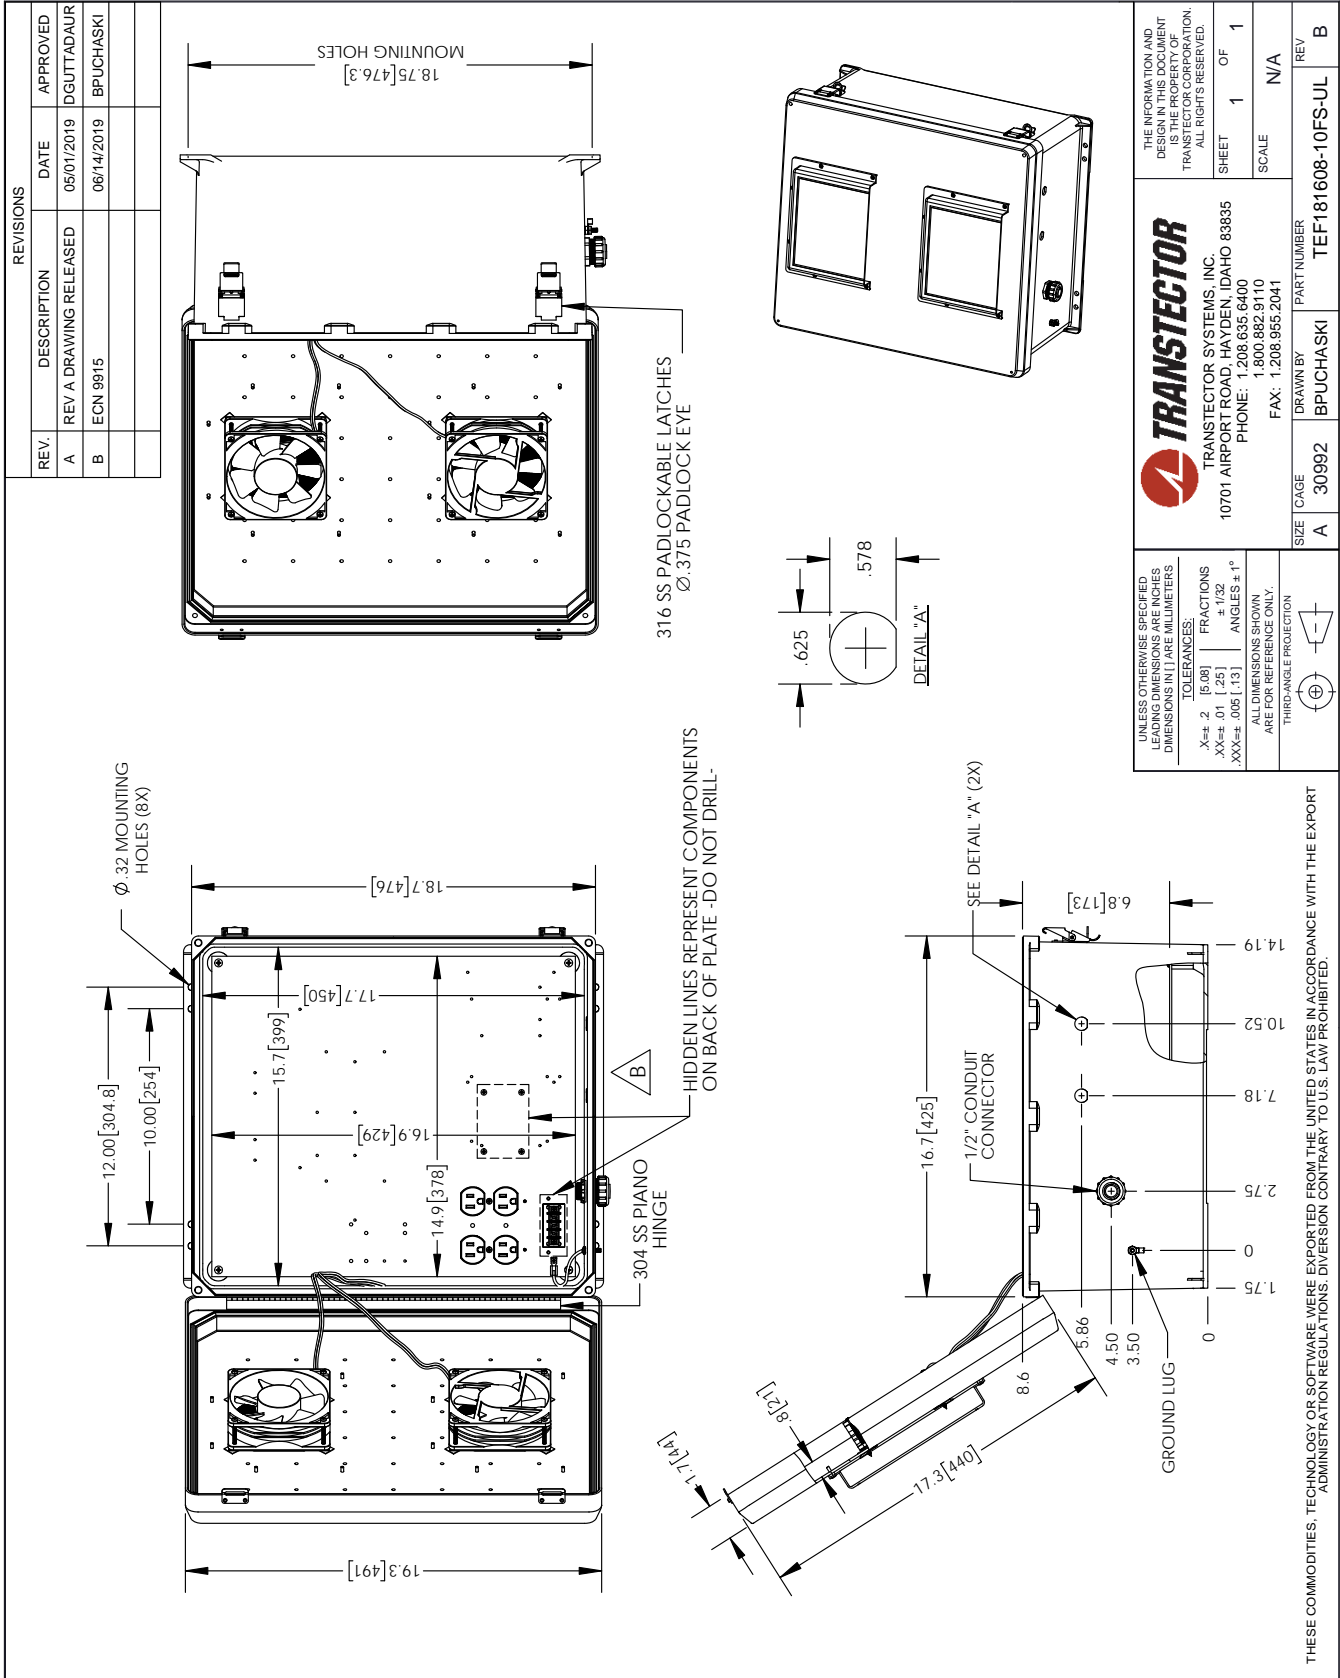 REVISIONS
REV. DESCRIPTION DATE APPROVED
A REV A DRAWING RELEASED 05/01/2019 DGUTTADAUR
B ECN 9915 06/14/2019 BPUCHASKI
Ø.32 MOUNTING
HOLES (8X)
12.00[304.8]
10.00[254]
18.7[476]
17.7[450]
15.7[399]
16.9[429]
14.9[378]
19.3[491]
304 SS PIANO
HINGE
B
HIDDEN LINES REPRESENT COMPONENTS
ON BACK OF PLATE -DO NOT DRILL-
18.75[476.3]
MOUNTING HOLES
316 SS PADLOCKABLE LATCHES
Ø.375 PADLOCK EYE
.625
.578
DETAIL "A"
1.7[44]
.8[21]
17.3[440]
16.7[425]
1/2" CONDUIT
CONNECTOR
SEE DETAIL "A" (2X)
6.8[173]
8.6
5.86
4.50
3.50
0
GROUND LUG
1.75
0
2.75
7.18
10.52
14.19
THESE COMMODITIES, TECHNOLOGY OR SOFTWARE WERE EXPORTED FROM THE UNITED STATES IN ACCORDANCE WITH THE EXPORT
ADMINISTRATION REGULATIONS. DIVERSION CONTRARY TO U.S. LAW PROHIBITED.
UNLESS OTHERWISE SPECIFIED
LEADING DIMENSIONS ARE INCHES
DIMENSIONS IN [ ] ARE MILLIMETERS
TOLERANCES:
.X=± .2 [5.08] FRACTIONS
.XX=± .01 [.25] ± 1/32
.XXX=± .005 [.13] ANGLES ± 1°
ALL DIMENSIONS SHOWN
ARE FOR REFERENCE ONLY.
THIRD-ANGLE PROJECTION
TRANSTECTOR
TRANSTECTOR SYSTEMS, INC.
10701 AIRPORT ROAD, HAYDEN, IDAHO 83835
PHONE: 1.208.635.6400
1.800.882.9110
FAX: 1.208.955.2041
THE INFORMATION AND
DESIGN IN THIS DOCUMENT
IS THE PROPERTY OF
TRANSTECTOR CORPORATION.
ALL RIGHTS RESERVED.
SHEET 1 OF 1
SCALE N/A
SIZE CAGE DRAWN BY PART NUMBER REV
A 30992 BPUCHASKI TEF181608-10FS-UL B